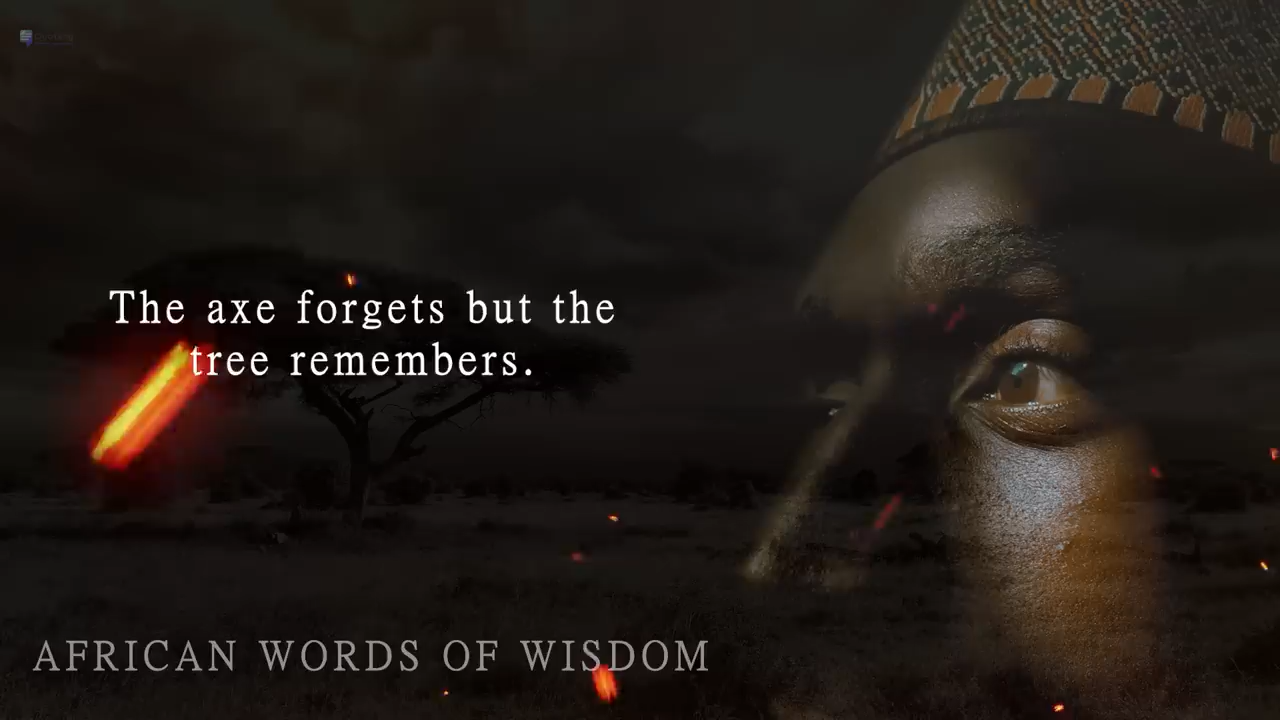 The axe forgets but the
tree remembers.
AFRICAN WORDS OF WISDOM